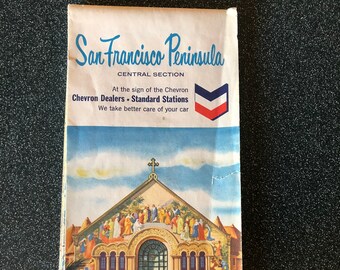 San Francisco Peninsula
CENTRAL SECTION
At the sign of the Chevron
Chevron Dealers • Standard Stations
We take better care of your car